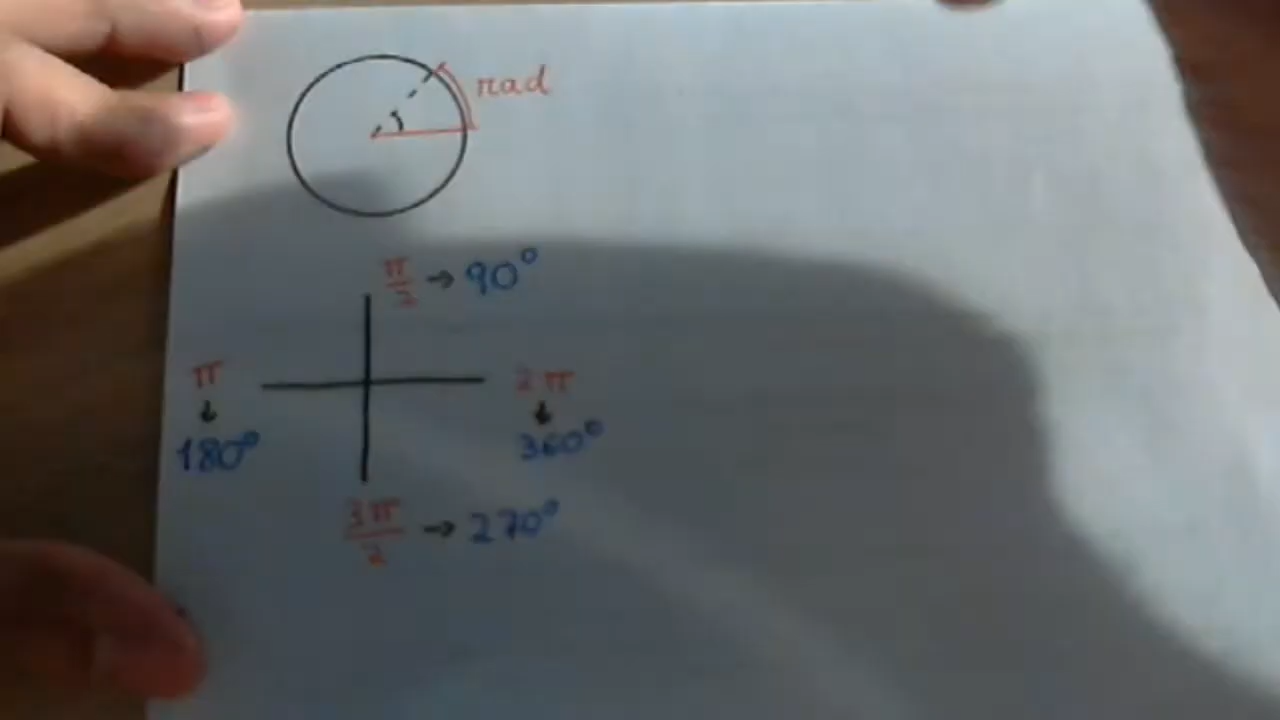 rad
π/2 → 90°
π ↓ 180°
2π ↓ 360°
3π/2 → 270°